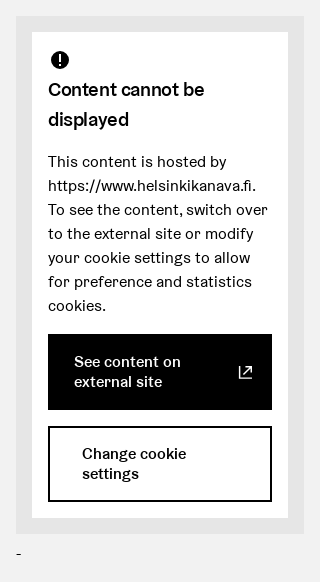 Content cannot be
displayed
This content is hosted by
https://www.helsinkikanava.fi.
To see the content, switch over
to the external site or modify
your cookie settings to allow
for preference and statistics
cookies.
See content on
external site
Change cookie
settings
-